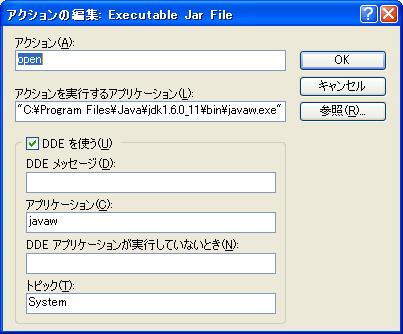 アクションの編集: Executable Jar File
アクション(A):
open
OK
アクションを実行するアプリケーション(L):
キャンセル
"C:¥Program Files¥Java¥jdk1.6.0_11¥bin¥javaw.exe"
参照(R)...
DDE を使う(U)
DDE メッセージ(D):
アプリケーション(C):
javaw
DDE アプリケーションが実行していないとき(N):
トピック(T):
System